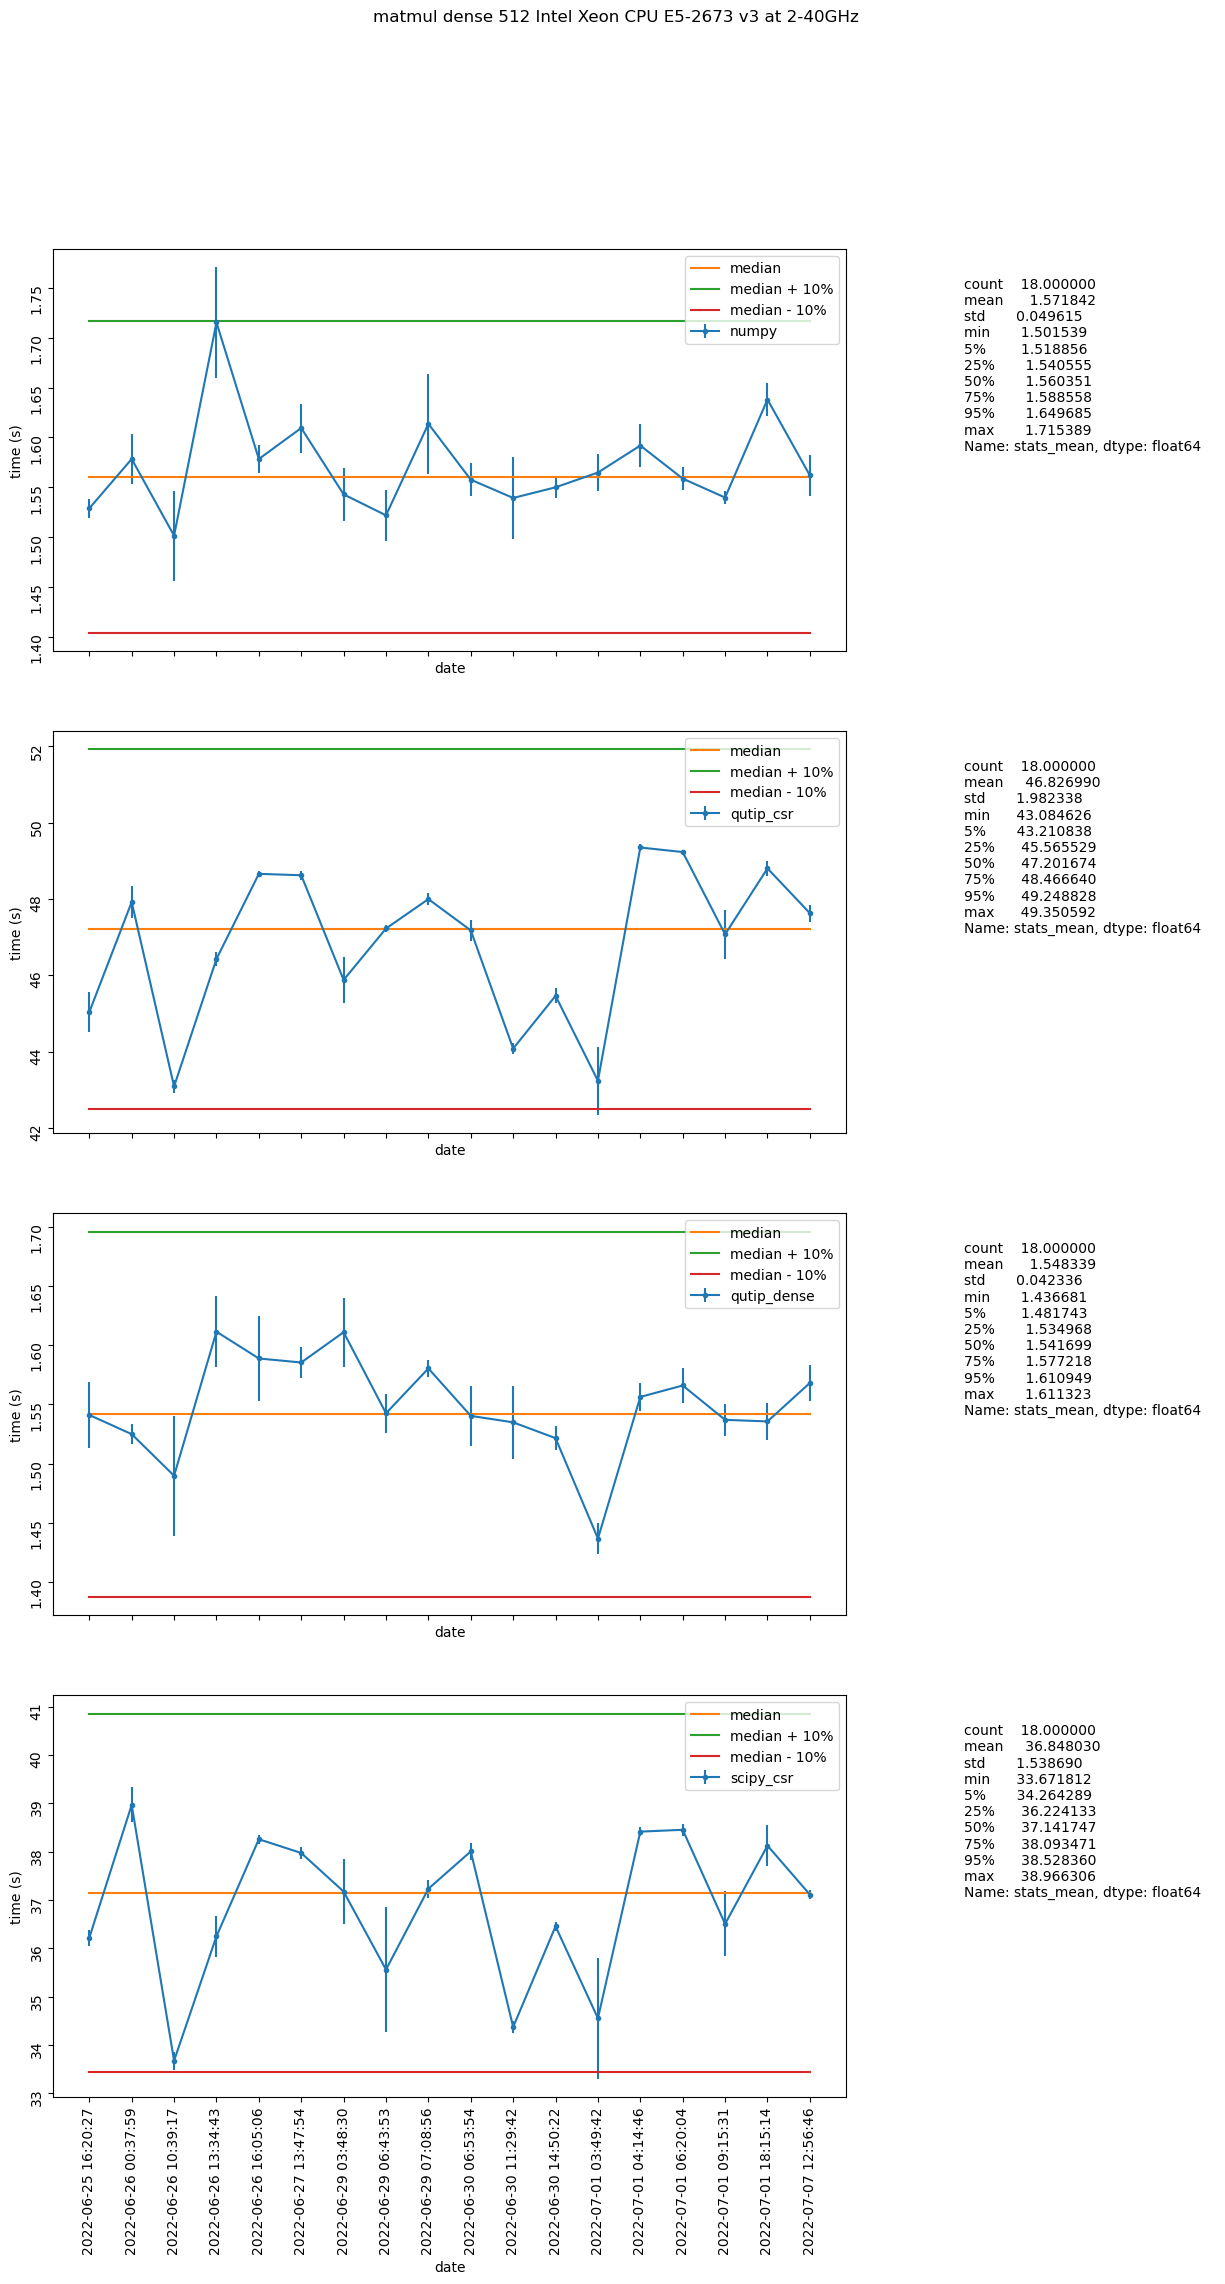 matmul dense 512 Intel Xeon CPU E5-2673 v3 at 2-40GHz
time (s)
1.75
1.70
1.65
1.60
1.55
1.50
1.45
1.40
median
median + 10%
median - 10%
numpy
date
count 18.000000
mean 1.571842
std 0.049615
min 1.501539
5% 1.518856
25% 1.540555
50% 1.560351
75% 1.588558
95% 1.649685
max 1.715389
Name: stats_mean, dtype: float64
time (s)
52
50
48
46
44
42
median
median + 10%
median - 10%
qutip_csr
date
count 18.000000
mean 46.826990
std 1.982338
min 43.084626
5% 43.210838
25% 45.565529
50% 47.201674
75% 48.466640
95% 49.248828
max 49.350592
Name: stats_mean, dtype: float64
time (s)
1.70
1.65
1.60
1.55
1.50
1.45
1.40
median
median + 10%
median - 10%
qutip_dense
date
count 18.000000
mean 1.548339
std 0.042336
min 1.436681
5% 1.481743
25% 1.534968
50% 1.541699
75% 1.577218
95% 1.610949
max 1.611323
Name: stats_mean, dtype: float64
time (s)
41
40
39
38
37
36
35
34
33
median
median + 10%
median - 10%
scipy_csr
count 18.000000
mean 36.848030
std 1.538690
min 33.671812
5% 34.264289
25% 36.224133
50% 37.141747
75% 38.093471
95% 38.528360
max 38.966306
Name: stats_mean, dtype: float64
2022-06-25 16:20:27
2022-06-26 00:37:59
2022-06-26 10:39:17
2022-06-26 13:34:43
2022-06-26 16:05:06
2022-06-27 13:47:54
2022-06-29 03:48:30
2022-06-29 06:43:53
2022-06-29 07:08:56
2022-06-30 06:53:54
2022-06-30 11:29:42
2022-06-30 14:50:22
2022-07-01 03:49:42
2022-07-01 04:14:46
2022-07-01 06:20:04
2022-07-01 09:15:31
2022-07-01 18:15:14
2022-07-07 12:56:46
date